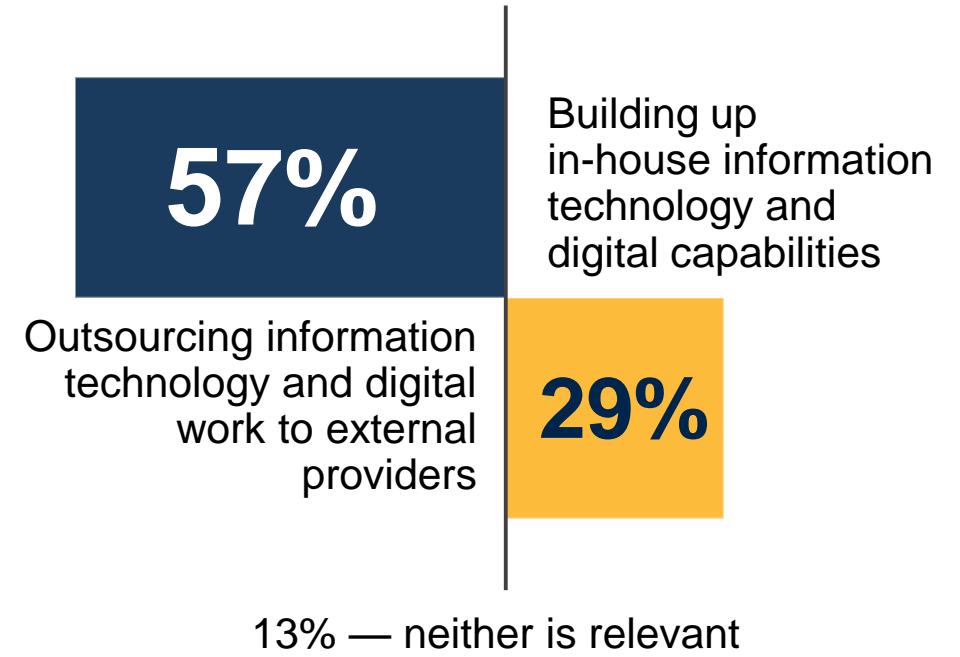 57%
Outsourcing information
technology and digital
work to external
providers
Building up
in-house information
technology and
digital capabilities
29%
13% — neither is relevant